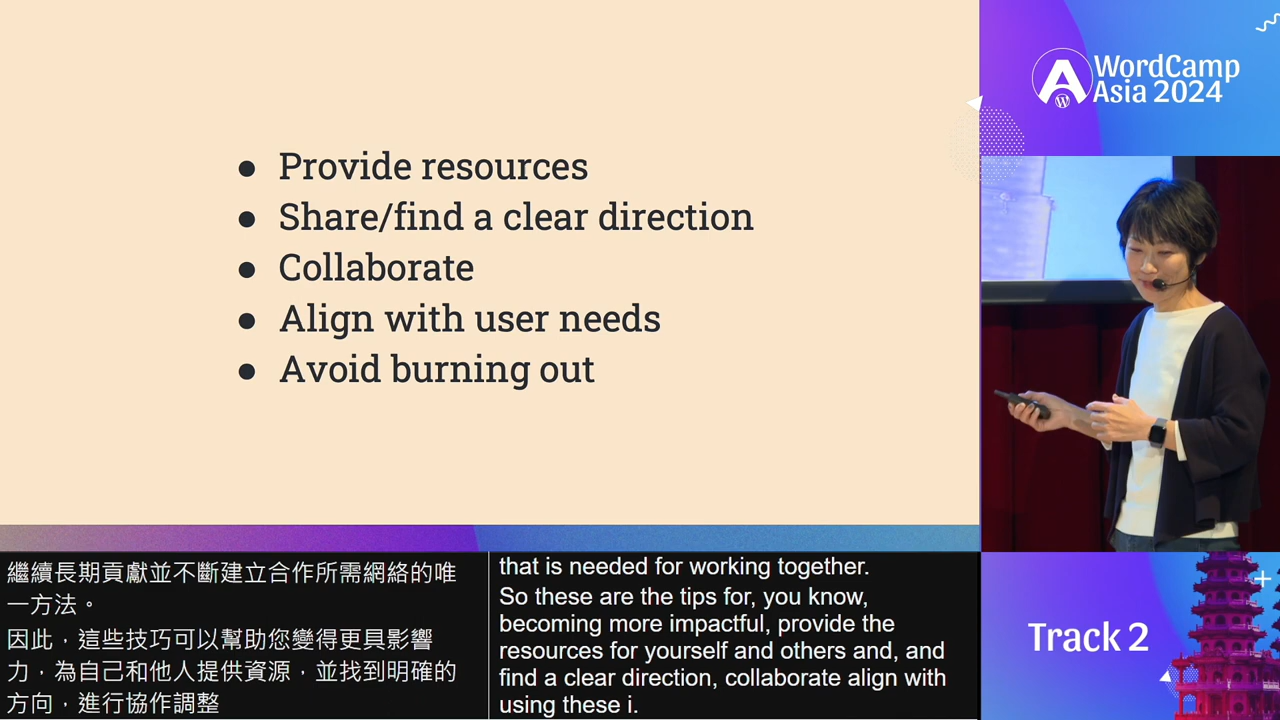 ● Provide resources
● Share/find a clear direction
● Collaborate
● Align with user needs
● Avoid burning out
WordCamp
Asia 2024
繼續長期貢獻並不斷建立合作所需網絡的唯
一方法。
因此，這些技巧可以幫助您變得更具影響
力，為自己和他人提供資源，並找到明確的
方向，進行協作調整
that is needed for working together.
So these are the tips for, you know,
becoming more impactful, provide the
resources for yourself and others and, and
find a clear direction, collaborate align with
using these i.
Track 2